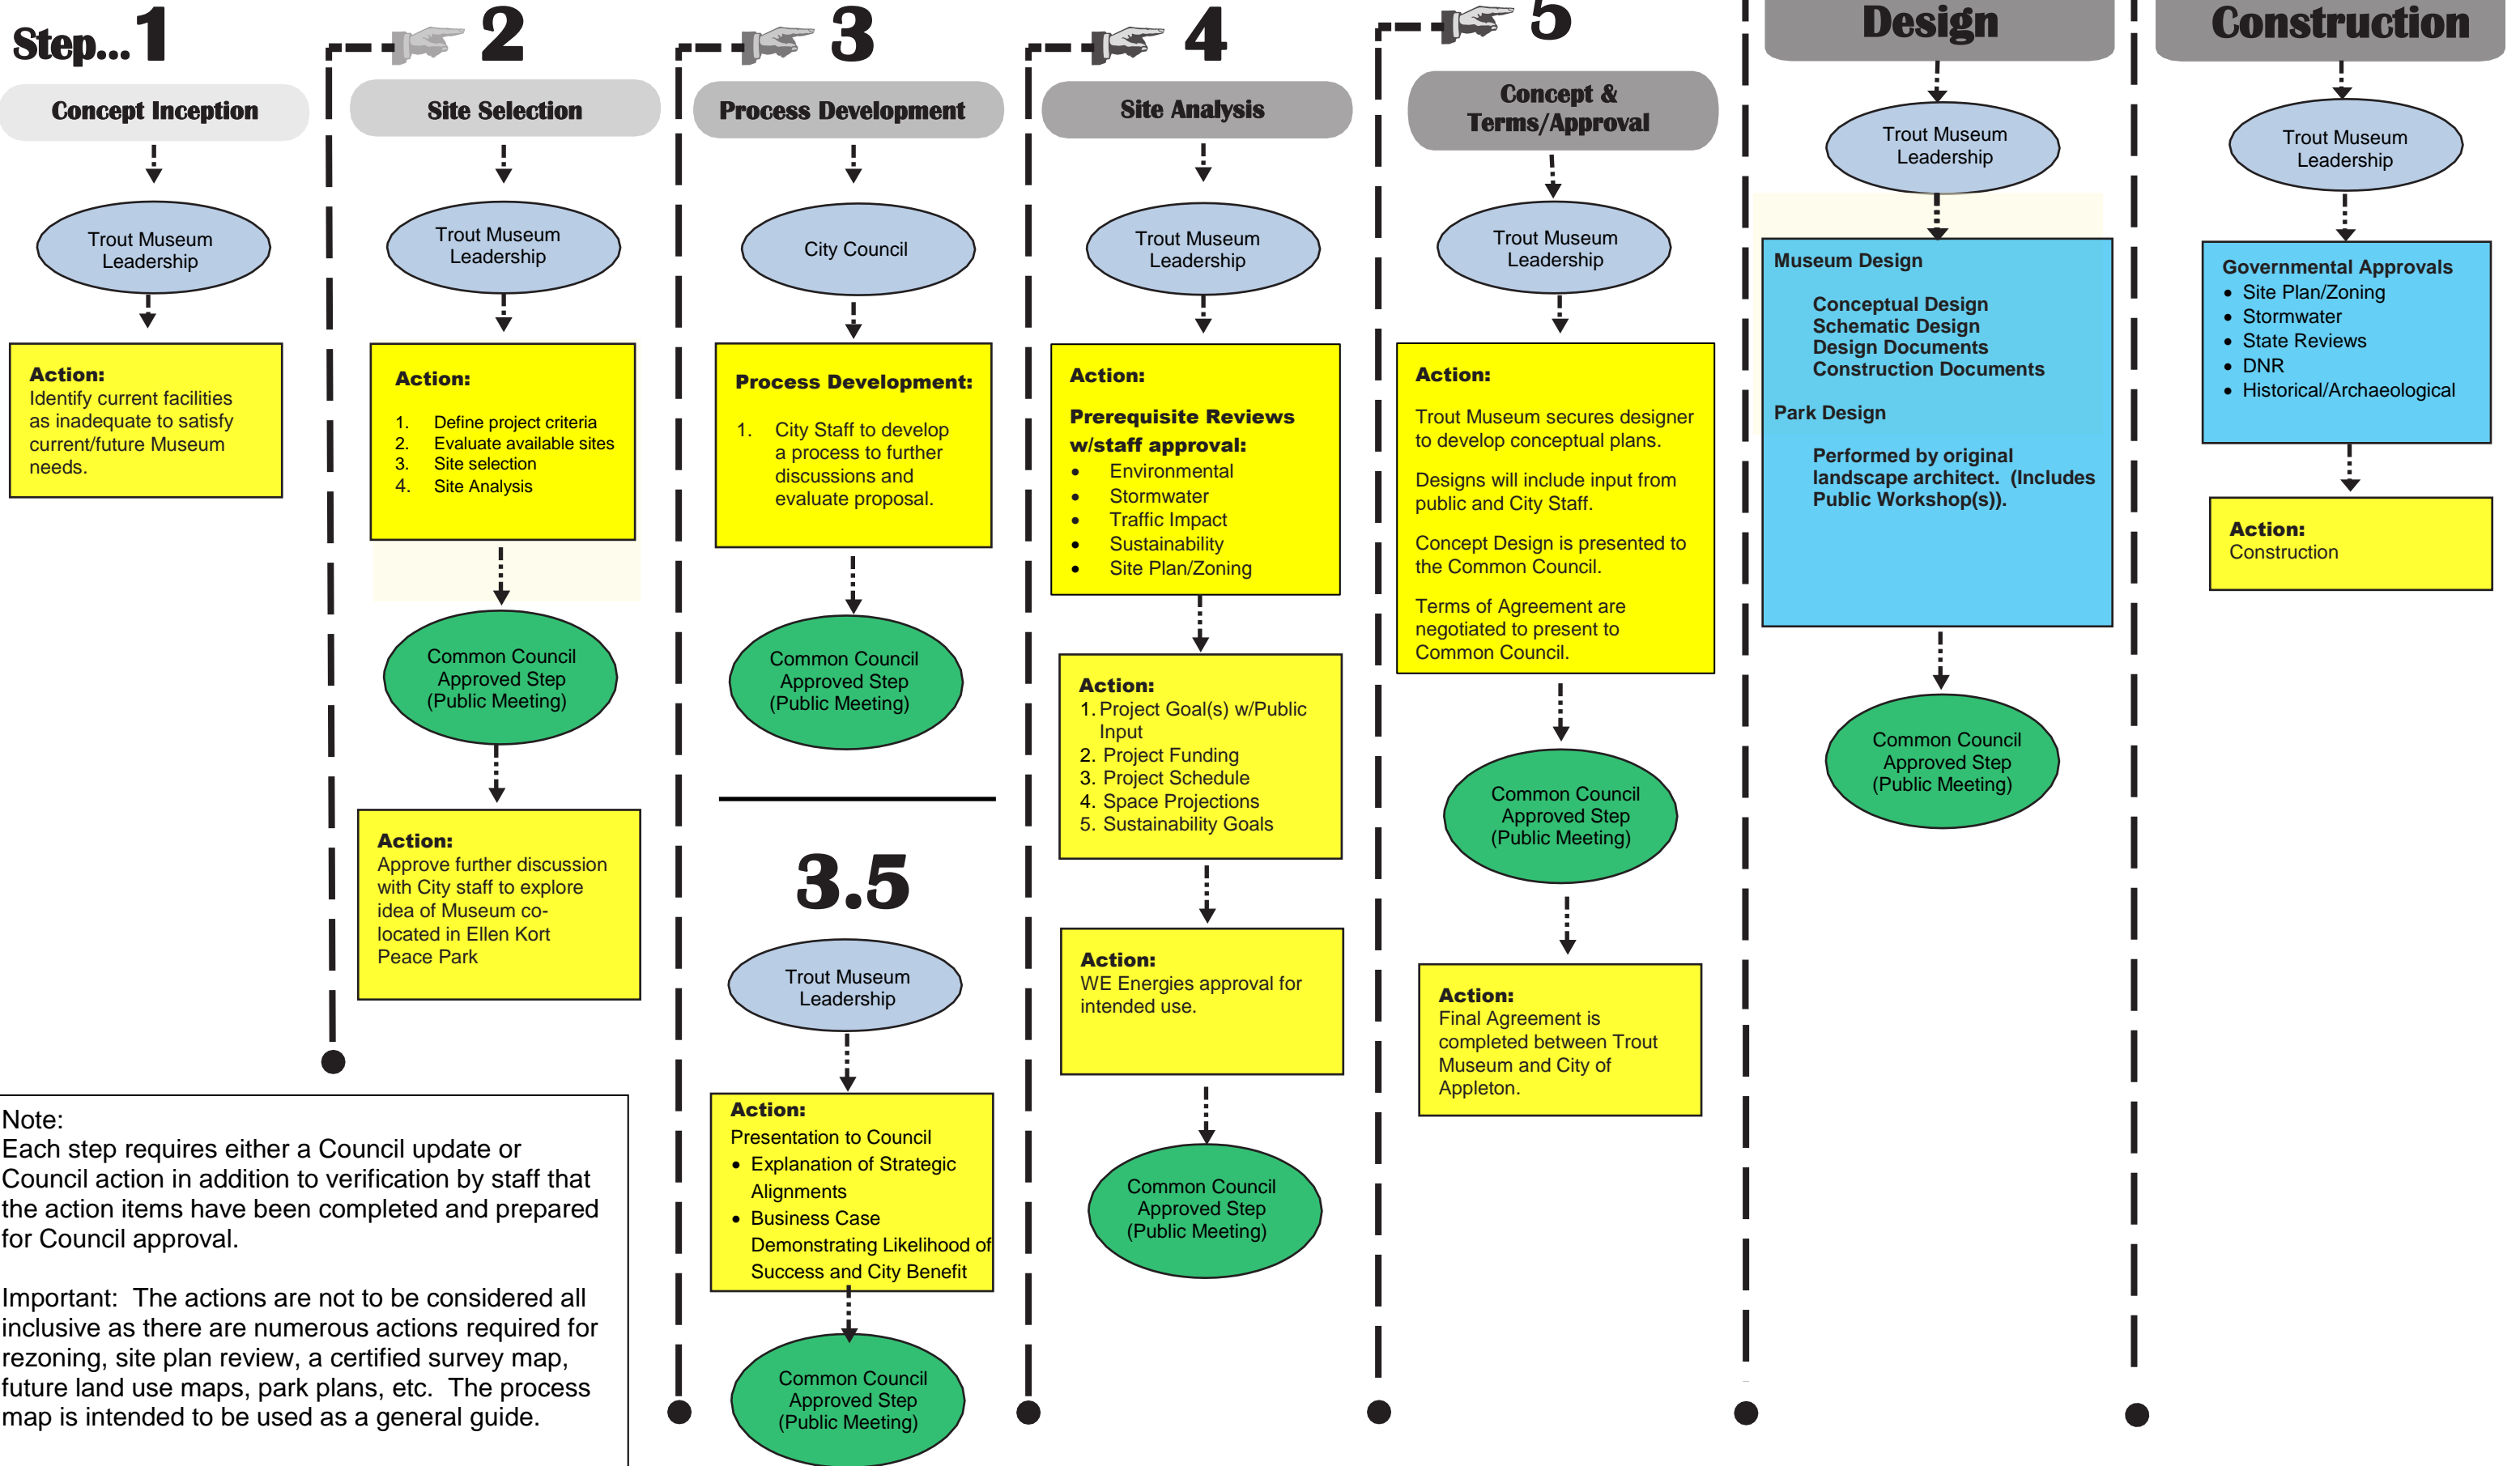 Step... 1
Concept Inception
Trout Museum
Leadership
Action:
Identify current facilities
as inadequate to satisfy
current/future Museum
needs.
2
Site Selection
Trout Museum
Leadership
Action:
1. Define project criteria
2. Evaluate available sites
3. Site selection
4. Site Analysis
Common Council
Approved Step
(Public Meeting)
Action:
Approve further discussion
with City staff to explore
idea of Museum co-
located in Ellen Kort
Peace Park
3
Process Development
City Council
Process Development:
1. City Staff to develop
a process to further
discussions and
evaluate proposal.
Common Council
Approved Step
(Public Meeting)
3.5
Trout Museum
Leadership
Action:
Presentation to Council
• Explanation of Strategic
Alignments
• Business Case
Demonstrating Likelihood of
Success and City Benefit
Common Council
Approved Step
(Public Meeting)
4
Site Analysis
Trout Museum
Leadership
Action:
Prerequisite Reviews
w/staff approval:
• Environmental
• Stormwater
• Traffic Impact
• Sustainability
• Site Plan/Zoning
Action:
1. Project Goal(s) w/Public
Input
2. Project Funding
3. Project Schedule
4. Space Projections
5. Sustainability Goals
Action:
WE Energies approval for
intended use.
Common Council
Approved Step
(Public Meeting)
5
Concept &
Terms/Approval
Trout Museum
Leadership
Action:
Trout Museum secures designer
to develop conceptual plans.
Designs will include input from
public and City Staff.
Concept Design is presented to
the Common Council.
Terms of Agreement are
negotiated to present to
Common Council.
Common Council
Approved Step
(Public Meeting)
Action:
Final Agreement is
completed between Trout
Museum and City of
Appleton.
Design
Trout Museum
Leadership
Museum Design
Conceptual Design
Schematic Design
Design Documents
Construction Documents
Park Design
Performed by original
landscape architect. (Includes
Public Workshop(s)).
Common Council
Approved Step
(Public Meeting)
Construction
Trout Museum
Leadership
Governmental Approvals
• Site Plan/Zoning
• Stormwater
• State Reviews
• DNR
• Historical/Archaeological
Action:
Construction
Note:
Each step requires either a Council update or
Council action in addition to verification by staff that
the action items have been completed and prepared
for Council approval.
Important: The actions are not to be considered all
inclusive as there are numerous actions required for
rezoning, site plan review, a certified survey map,
future land use maps, park plans, etc. The process
map is intended to be used as a general guide.